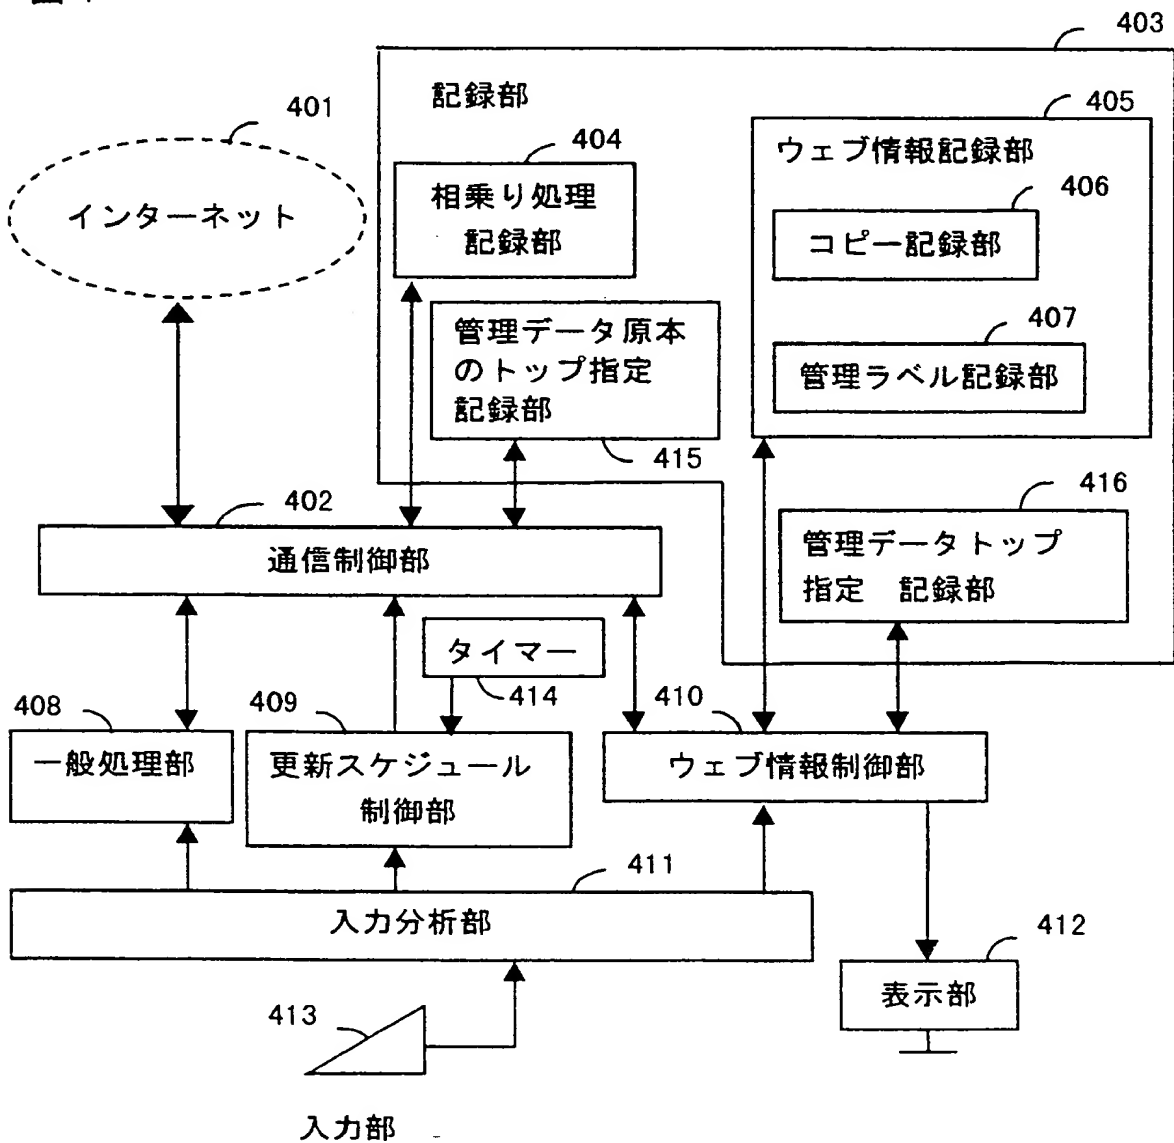 403
記録部
405
401
404
ウェブ情報記録部
相乗り処理
記録部
406
インターネット
コピー記録部
管理データ原本
のトップ指定
記録部
407
管理ラベル記録部
415
402
416
通信制御部
管理データトップ
指定　記録部
タイマー
414
408
409
410
一般処理部
更新スケジュール
制御部
ウェブ情報制御部
411
入力分析部
412
表示部
413
入力部